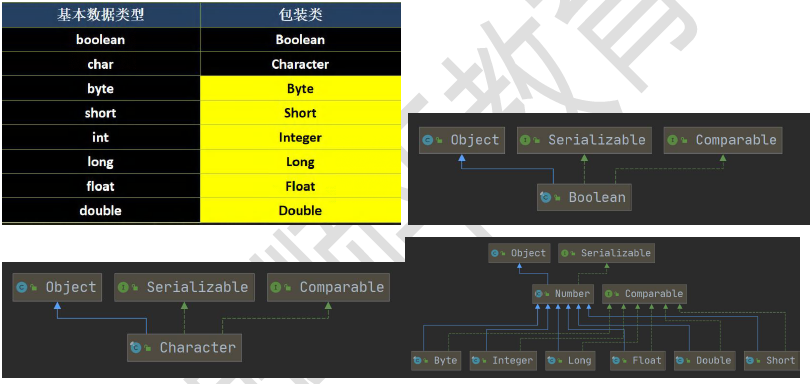 基本数据类型 包装类
boolean Boolean
char Character
byte Byte
short Short
int Integer
long Long
float Float
double Double
Object Serializable Comparable
Boolean
Object Serializable Comparable
Character
Object Serializable
Number Comparable
Byte Integer Long Float Double Short